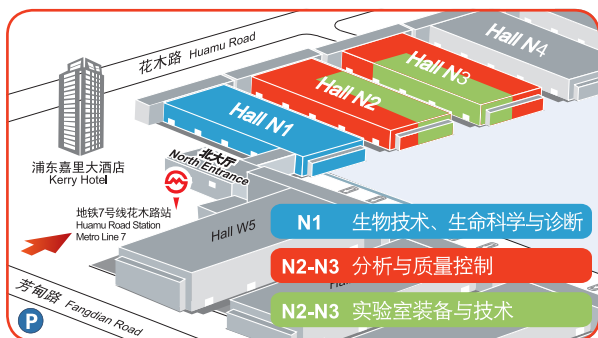 花木路 Huamu Road
Hall N4
Hall N3
Hall N2
Hall N1
浦东嘉里大酒店
Kerry Hotel
北大厅
North Entrance
地铁7号线花木路站
Huamu Road Station
Metro Line 7
Hall W5
N1 生物技术、生命科学与诊断
N2-N3 分析与质量控制
N2-N3 实验室装备与技术
芳甸路 Fangdian Road
P